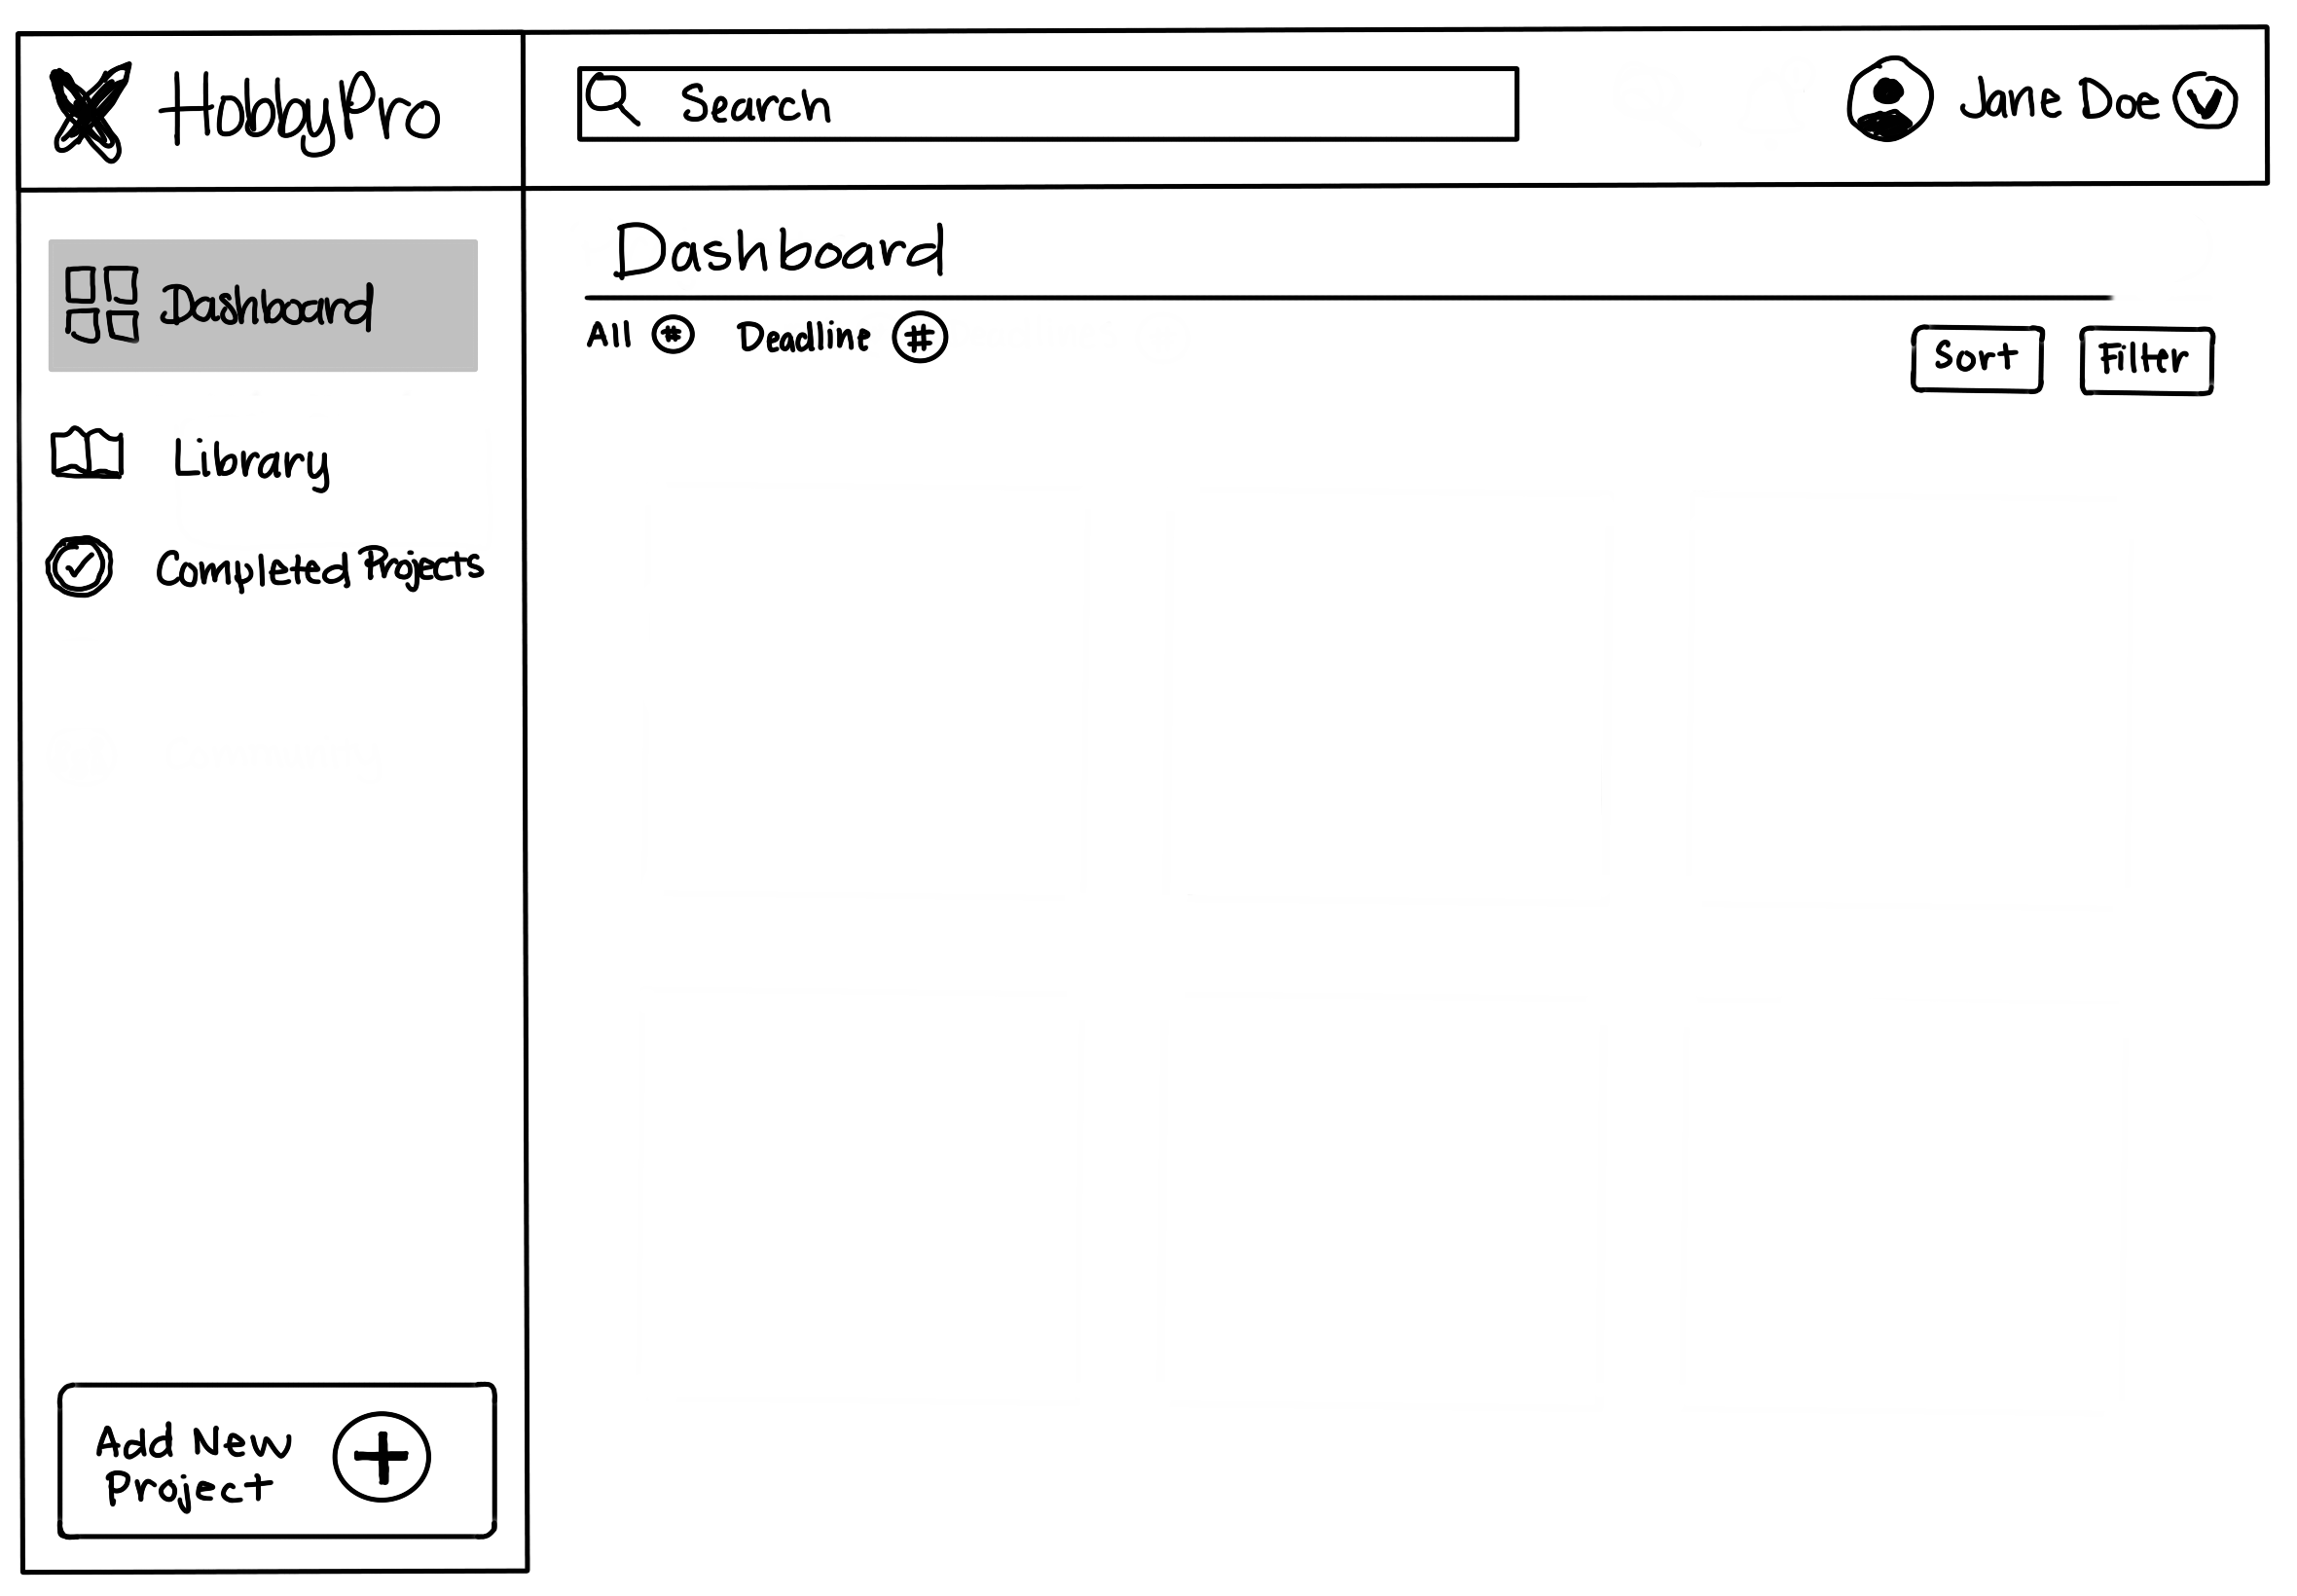 HobbyPro
Search
Jane Doe
Dashboard
Library
Completed Projects
Add New
Project
Dashboard
All #
Deadline #
Sort
Filter